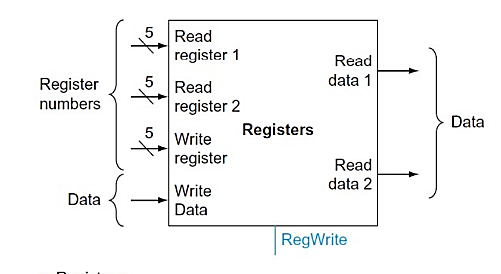 5
Read
register 1
5
Read
register 2
5
Write
register
Write
Data
Register
numbers
Data
Registers
Read
data 1
Read
data 2
Data
RegWrite